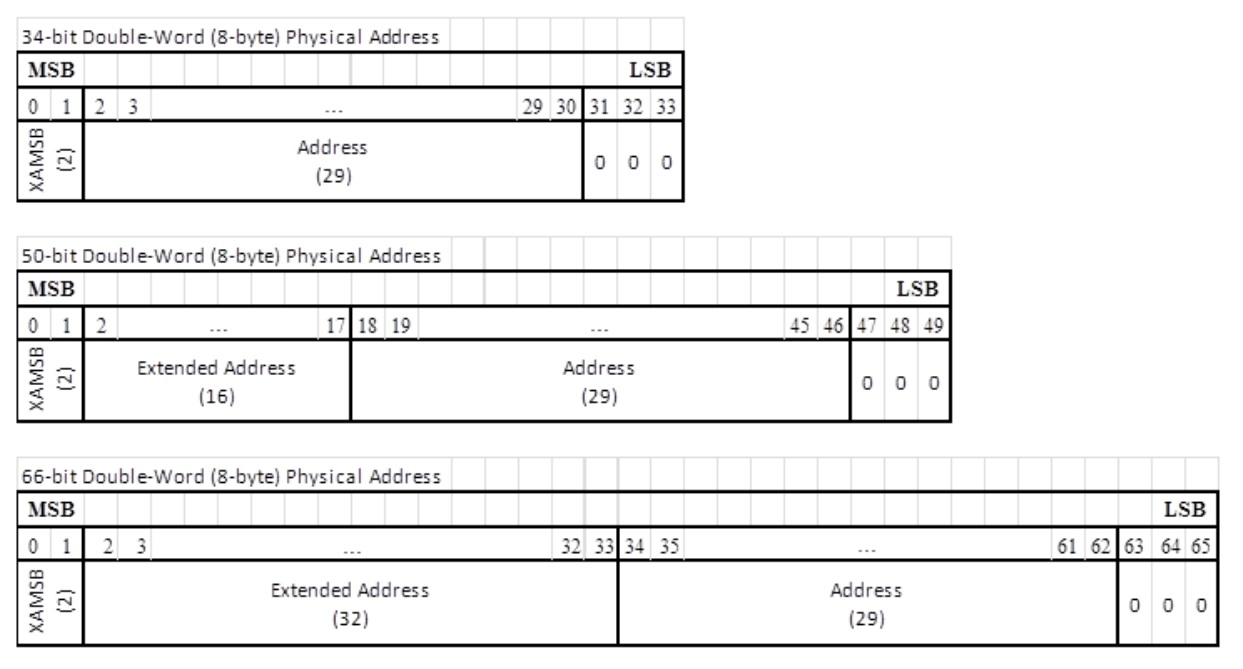 34-bit Double-Word (8-byte) Physical Address
MSB LSB
0 1 2 3 ... 29 30 31 32 33
XAMSB (2) Address (29) 0 0 0
50-bit Double-Word (8-byte) Physical Address
MSB LSB
0 1 2 ... 17 18 19 ... 45 46 47 48 49
XAMSB (2) Extended Address (16) Address (29) 0 0 0
66-bit Double-Word (8-byte) Physical Address
MSB LSB
0 1 2 3 ... 32 33 34 35 ... 61 62 63 64 65
XAMSB (2) Extended Address (32) Address (29) 0 0 0